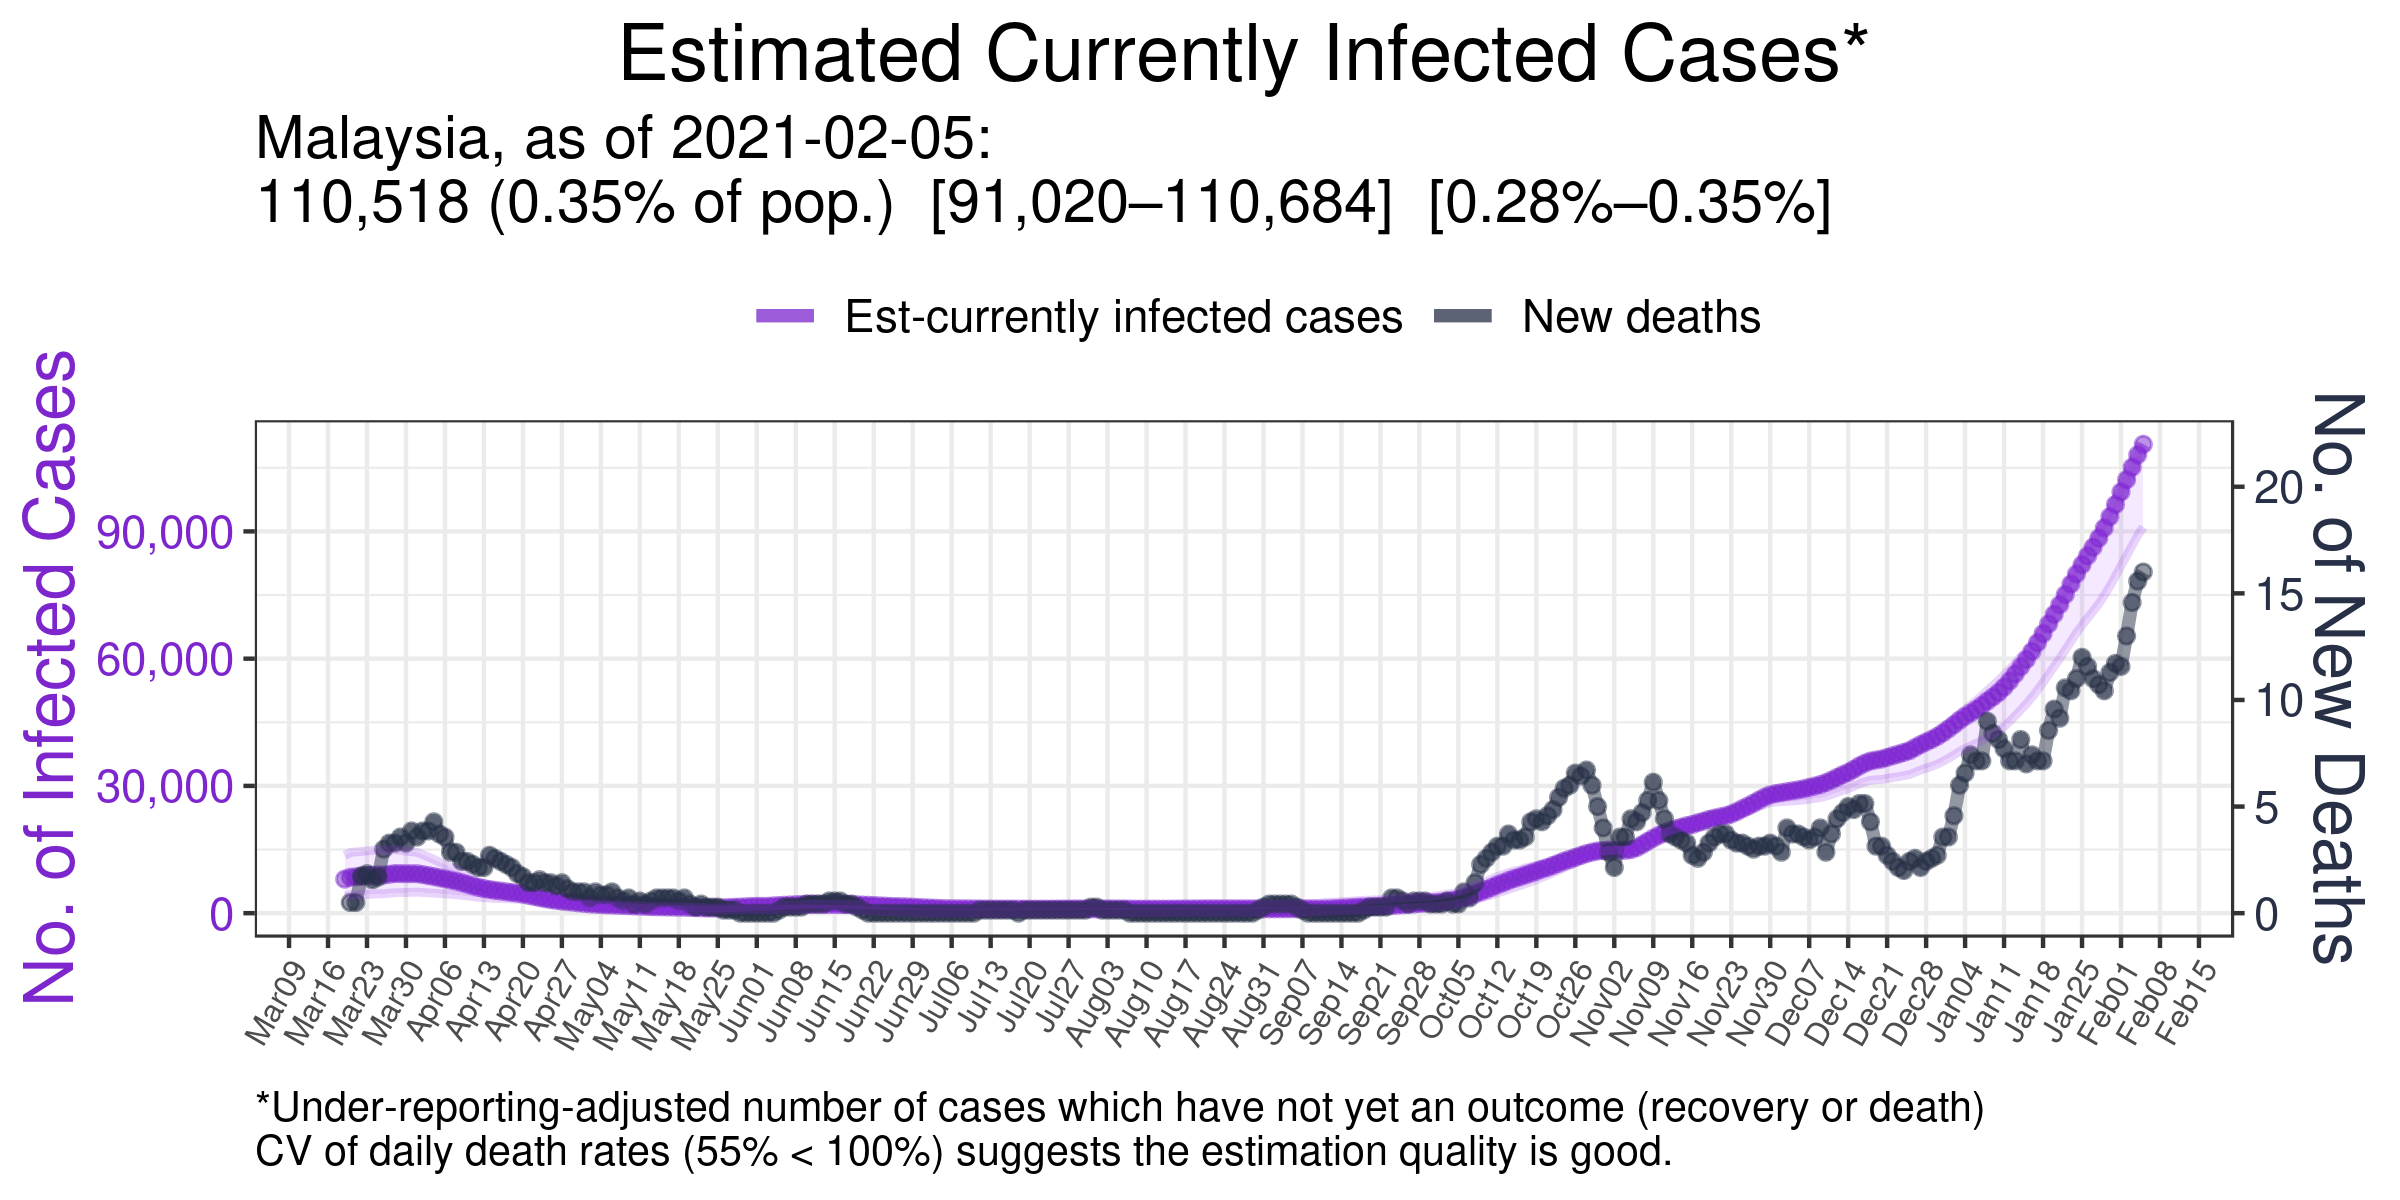 Estimated Currently Infected Cases*
Malaysia, as of 2021-02-05:
110,518 (0.35% of pop.)  [91,020–110,684]  [0.28%–0.35%]
Est-currently infected cases
New deaths
No. of Infected Cases
90,000
60,000
30,000
0
No. of New Deaths
20
15
10
5
0
Mar09
Mar16
Mar23
Mar30
Apr06
Apr13
Apr20
Apr27
May04
May11
May18
May25
Jun01
Jun08
Jun15
Jun22
Jun29
Jul06
Jul13
Jul20
Jul27
Aug03
Aug10
Aug17
Aug24
Aug31
Sep07
Sep14
Sep21
Sep28
Oct05
Oct12
Oct19
Oct26
Nov02
Nov09
Nov16
Nov23
Nov30
Dec07
Dec14
Dec21
Dec28
Jan04
Jan11
Jan18
Jan25
Feb01
Feb08
Feb15
*Under-reporting-adjusted number of cases which have not yet an outcome (recovery or death)
CV of daily death rates (55% < 100%) suggests the estimation quality is good.